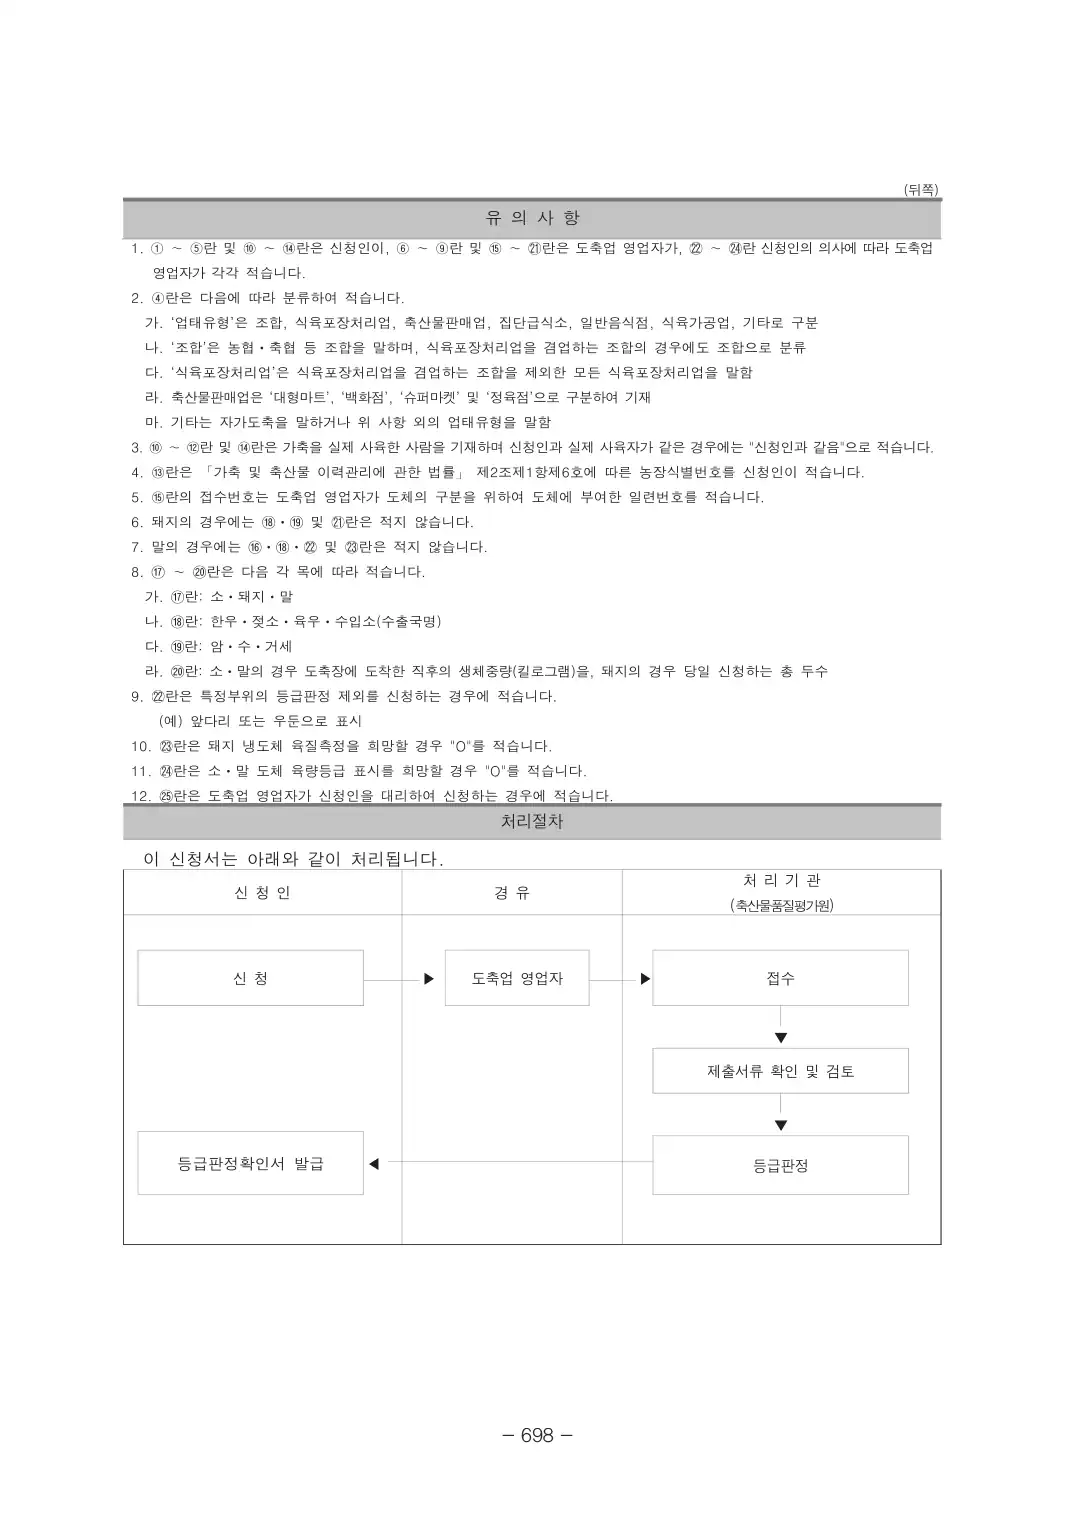 (뒤쪽)
유 의 사 항
1. ① ~ ⑤란 및 ⑩ ~ ⑭란은 신청인이, ⑥ ~ ⑨란 및 ⑮ ~ ㉑란은 도축업 영업자가, ㉒ ~ ㉔란 신청인의 의사에 따라 도축업
영업자가 각각 적습니다.
2. ④란은 다음에 따라 분류하여 적습니다.
가. ‘업태유형’은 조합, 식육포장처리업, 축산물판매업, 집단급식소, 일반음식점, 식육가공업, 기타로 구분
나. ‘조합’은 농협・축협 등 조합을 말하며, 식육포장처리업을 겸업하는 조합의 경우에도 조합으로 분류
다. ‘식육포장처리업’은 식육포장처리업을 겸업하는 조합을 제외한 모든 식육포장처리업을 말함
라. 축산물판매업은 ‘대형마트’, ‘백화점’, ‘슈퍼마켓’ 및 ‘정육점’으로 구분하여 기재
마. 기타는 자가도축을 말하거나 위 사항 외의 업태유형을 말함
3. ⑩ ~ ⑫란 및 ⑭란은 가축을 실제 사육한 사람을 기재하며 신청인과 실제 사육자가 같은 경우에는 "신청인과 같음"으로 적습니다.
4. ⑬란은 「가축 및 축산물 이력관리에 관한 법률」 제2조제1항제6호에 따른 농장식별번호를 신청인이 적습니다.
5. ⑮란의 접수번호는 도축업 영업자가 도체의 구분을 위하여 도체에 부여한 일련번호를 적습니다.
6. 돼지의 경우에는 ⑱・⑲ 및 ㉑란은 적지 않습니다.
7. 말의 경우에는 ⑯・⑱・㉒ 및 ㉓란은 적지 않습니다.
8. ⑰ ~ ⑳란은 다음 각 목에 따라 적습니다.
가. ⑰란: 소・돼지・말
나. ⑱란: 한우・젖소・육우・수입소(수출국명)
다. ⑲란: 암・수・거세
라. ⑳란: 소・말의 경우 도축장에 도착한 직후의 생체중량(킬로그램)을, 돼지의 경우 당일 신청하는 총 두수
9. ㉒란은 특정부위의 등급판정 제외를 신청하는 경우에 적습니다.
(예) 앞다리 또는 우둔으로 표시
10. ㉓란은 돼지 냉도체 육질측정을 희망할 경우 "O"를 적습니다.
11. ㉔란은 소・말 도체 육량등급 표시를 희망할 경우 "O"를 적습니다.
12. ㉕란은 도축업 영업자가 신청인을 대리하여 신청하는 경우에 적습니다.
처리절차
이 신청서는 아래와 같이 처리됩니다.
신 청 인
경 유
처 리 기 관
(축산물품질평가원)
신 청
도축업 영업자
접수
제출서류 확인 및 검토
등급판정확인서 발급
등급판정
- 698 -